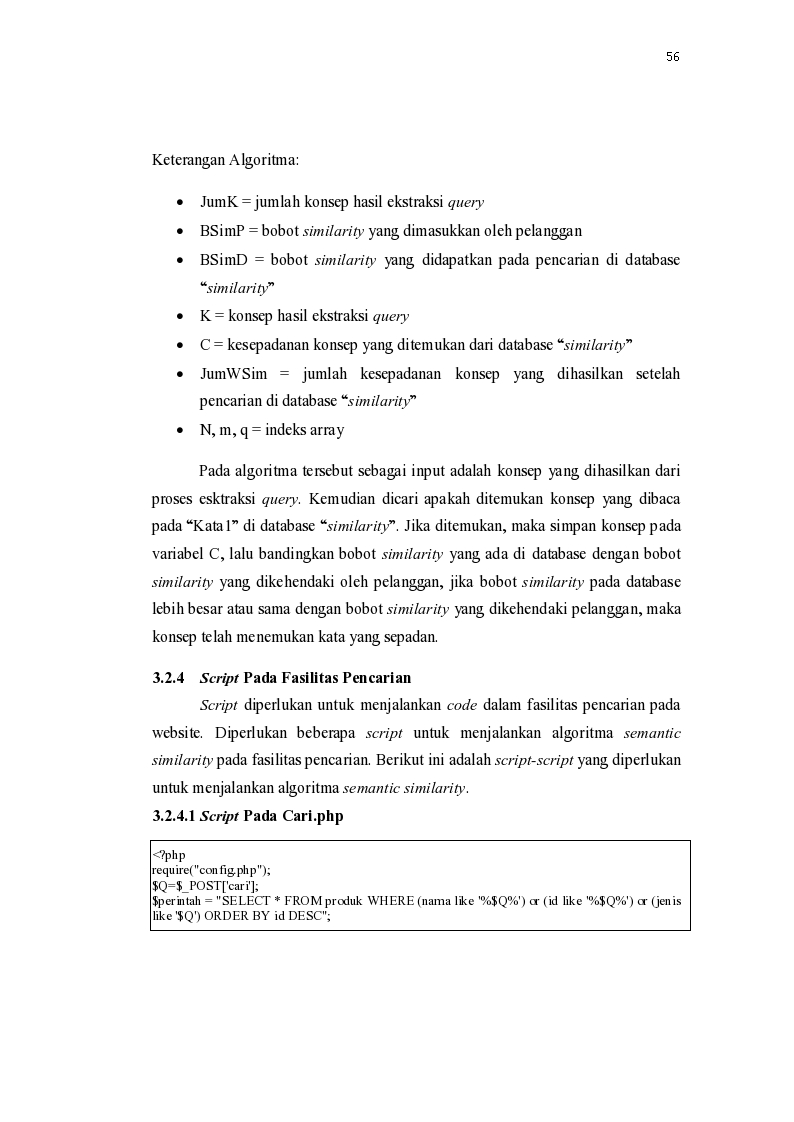 56
Keterangan Algoritma:
• JumK = jumlah konsep hasil ekstraksi query
• BSimP = bobot similarity yang dimasukkan oleh pelanggan
• BSimD = bobot similarity yang didapatkan pada pencarian di database
“similarity”
• K = konsep hasil ekstraksi query
• C = kesepadanan konsep yang ditemukan dari database “similarity”
• JumWSim = jumlah kesepadanan konsep yang dihasilkan setelah
pencarian di database “similarity”
• N, m, q = indeks array
Pada algoritma tersebut sebagai input adalah konsep yang dihasilkan dari
proses esktraksi query. Kemudian dicari apakah ditemukan konsep yang dibaca
pada “Kata1” di database “similarity”. Jika ditemukan, maka simpan konsep pada
variabel C, lalu bandingkan bobot similarity yang ada di database dengan bobot
similarity yang dikehendaki oleh pelanggan, jika bobot similarity pada database
lebih besar atau sama dengan bobot similarity yang dikehendaki pelanggan, maka
konsep telah menemukan kata yang sepadan.
3.2.4 Script Pada Fasilitas Pencarian
Script diperlukan untuk menjalankan code dalam fasilitas pencarian pada
website. Diperlukan beberapa script untuk menjalankan algoritma semantic
similarity pada fasilitas pencarian. Berikut ini adalah script-script yang diperlukan
untuk menjalankan algoritma semantic similarity.
3.2.4.1 Script Pada Cari.php
<?php
require("config.php");
$Q=$_POST['cari'];
$perintah = "SELECT * FROM produk WHERE (nama like '%$Q%') or (id like '%$Q%') or (jenis
like '$Q') ORDER BY id DESC";